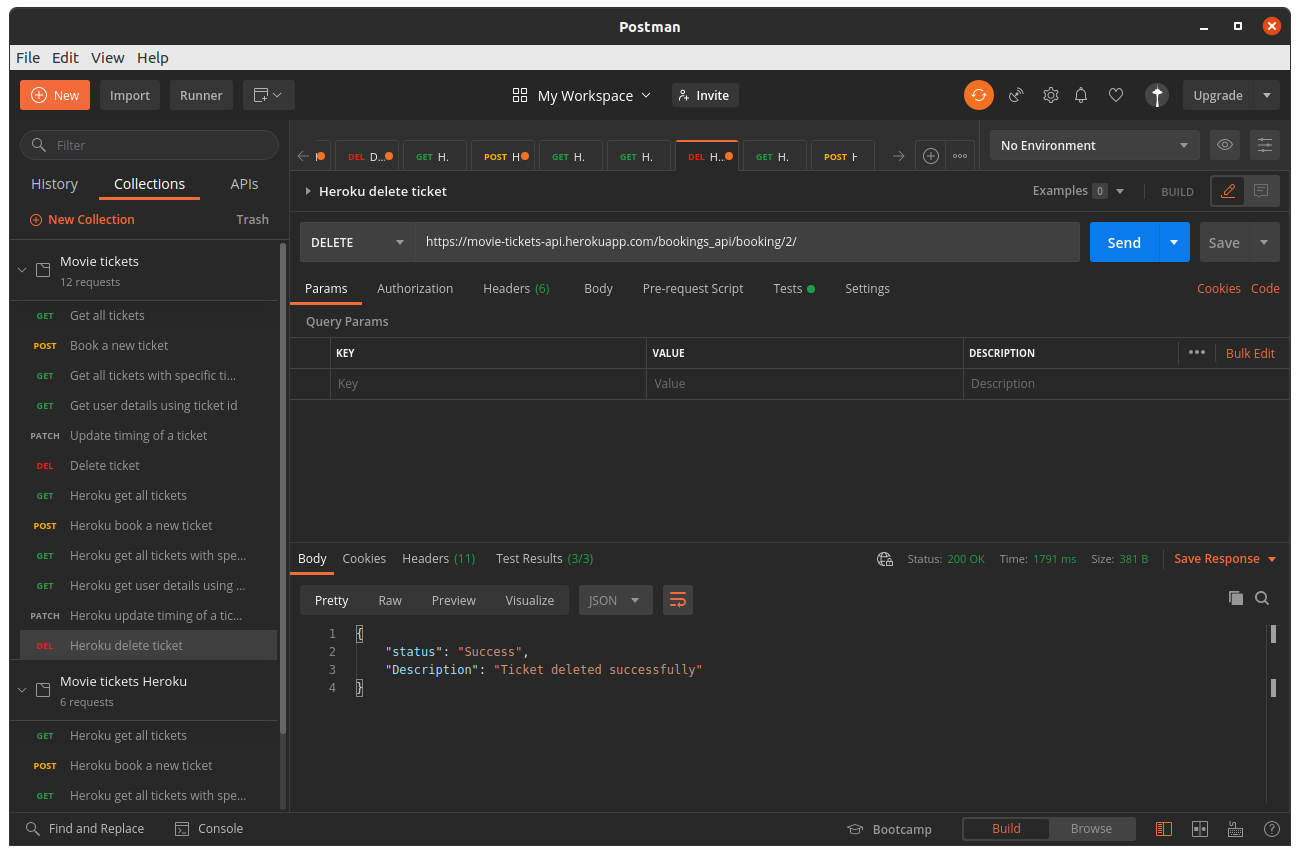 Postman
File Edit View Help
New Import Runner My Workspace Invite Upgrade
Filter
History Collections APIs
New Collection Trash
Movie tickets
12 requests
GET Get all tickets
POST Book a new ticket
GET Get all tickets with specific ti...
GET Get user details using ticket id
PATCH Update timing of a ticket
DEL Delete ticket
GET Heroku get all tickets
POST Heroku book a new ticket
GET Heroku get all tickets with spe...
GET Heroku get user details using ...
PATCH Heroku update timing of a tic...
DEL Heroku delete ticket
Movie tickets Heroku
6 requests
GET Heroku get all tickets
POST Heroku book a new ticket
GET Heroku get all tickets with spe...
DEL D... GET H. POST H GET H. GET H. DEL H... GET H. POST No Environment
Heroku delete ticket Examples 0 BUILD
DELETE https://movie-tickets-api.herokuapp.com/bookings_api/booking/2/ Send Save
Params Authorization Headers (6) Body Pre-request Script Tests Settings Cookies Code
Query Params
KEY VALUE DESCRIPTION Bulk Edit
Key Value Description
Body Cookies Headers (11) Test Results (3/3) Status: 200 OK Time: 1791 ms Size: 381 B Save Response
Pretty Raw Preview Visualize JSON
1 {
2 "status": "Success",
3 "Description": "Ticket deleted successfully"
4 }
Find and Replace Console Bootcamp Build Browse